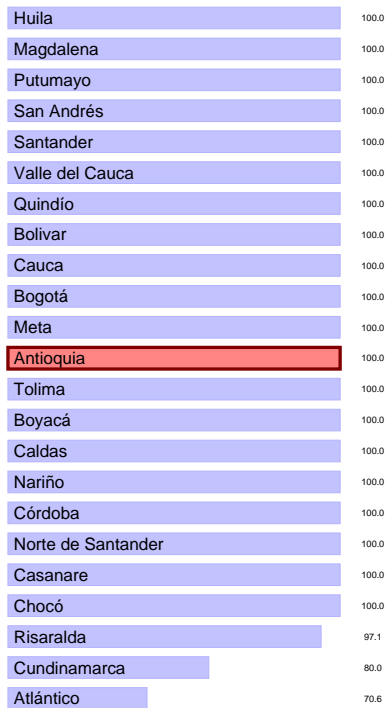 Huila 100.0
Magdalena 100.0
Putumayo 100.0
San Andrés 100.0
Santander 100.0
Valle del Cauca 100.0
Quindío 100.0
Bolivar 100.0
Cauca 100.0
Bogotá 100.0
Meta 100.0
Antioquia 100.0
Tolima 100.0
Boyacá 100.0
Caldas 100.0
Nariño 100.0
Córdoba 100.0
Norte de Santander 100.0
Casanare 100.0
Chocó 100.0
Risaralda 97.1
Cundinamarca 80.0
Atlántico 70.6